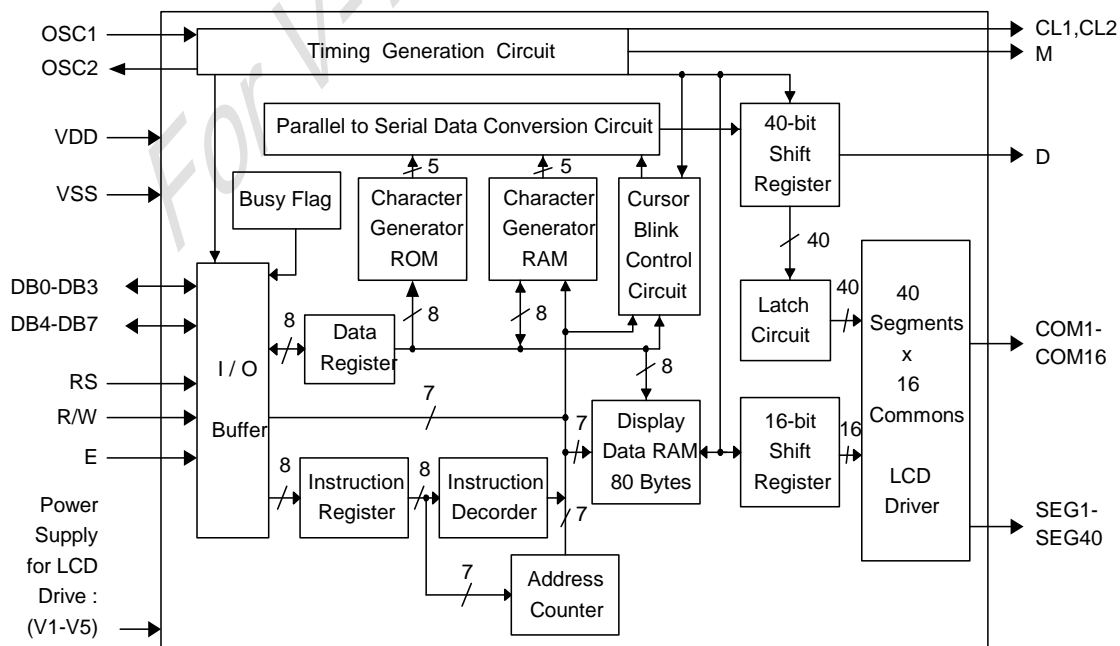 For V-
OSC1
OSC2
VDD
VSS
DB0-DB3
DB4-DB7
RS
R/W
E
Power
Supply
for LCD
Drive :
(V1-V5)
Timing Generation Circuit
CL1,CL2
M
Parallel to Serial Data Conversion Circuit
40-bit
Shift
Register
D
5
5
Busy Flag
Character
Generator
ROM
Character
Generator
RAM
Cursor
Blink
Control
Circuit
40
8
8
8
Data
Register
I / O
Buffer
Latch
Circuit
40
40
Segments
x
16
Commons
LCD
Driver
COM1-
COM16
8
7
7
Display
Data RAM
80 Bytes
16-bit
Shift
Register
16
8
Instruction
Register
8
Instruction
Decorder
7
7
Address
Counter
SEG1-
SEG40